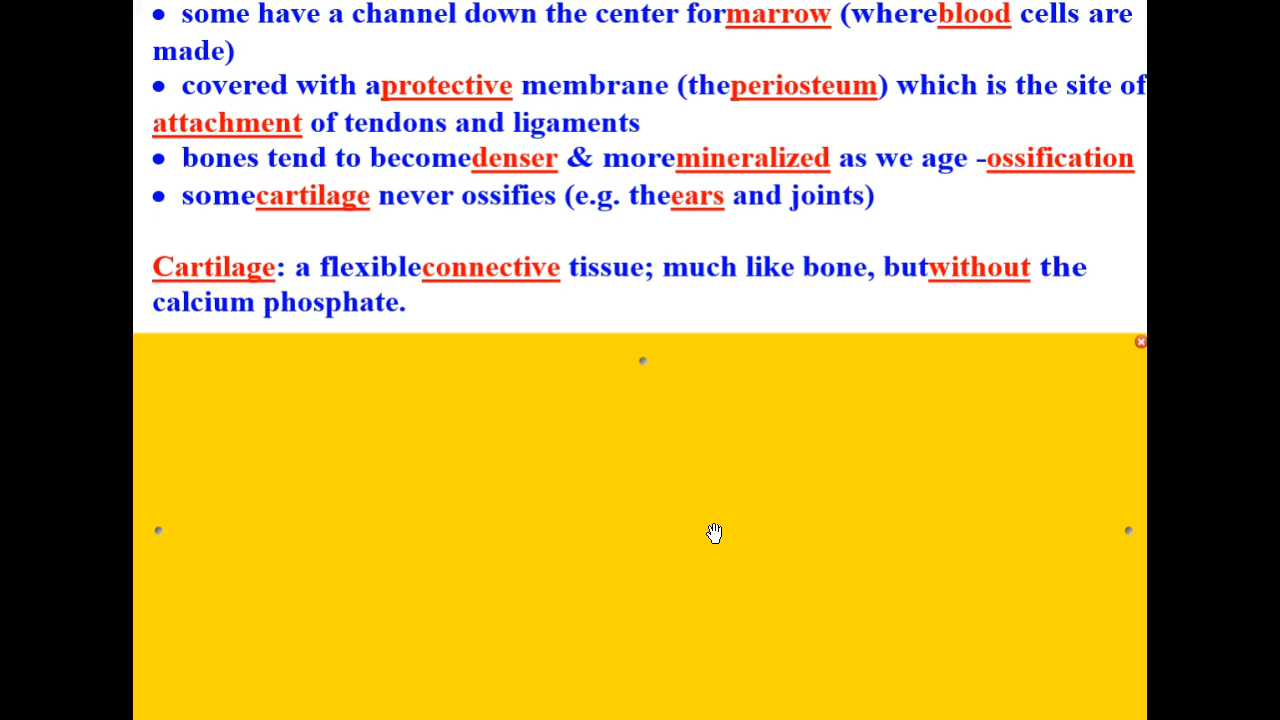 • some have a channel down the center formarrow (whereblood cells are
made)
• covered with aprotective membrane (theperiosteum) which is the site of
attachment of tendons and ligaments
• bones tend to becomedenser & moremineralized as we age -ossification
• somecartilage never ossifies (e.g. theears and joints)
Cartilage: a flexibleconnective tissue; much like bone, butwithout the
calcium phosphate.